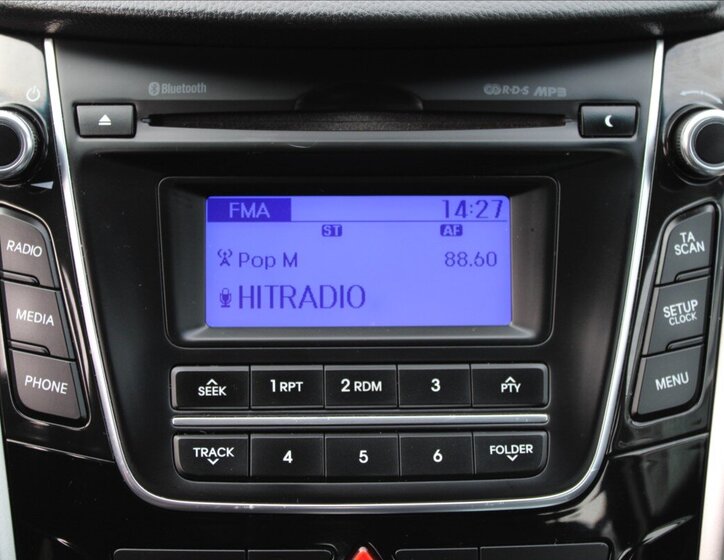 Bluetooth
R·D·S MP3
FMA 14:27
ST AF
Pop M 88.60
HITRADIO
RADIO
MEDIA
PHONE
TA
SCAN
SETUP
CLOCK
MENU
SEEK 1 RPT 2 RDM 3 PTY
TRACK 4 5 6 FOLDER